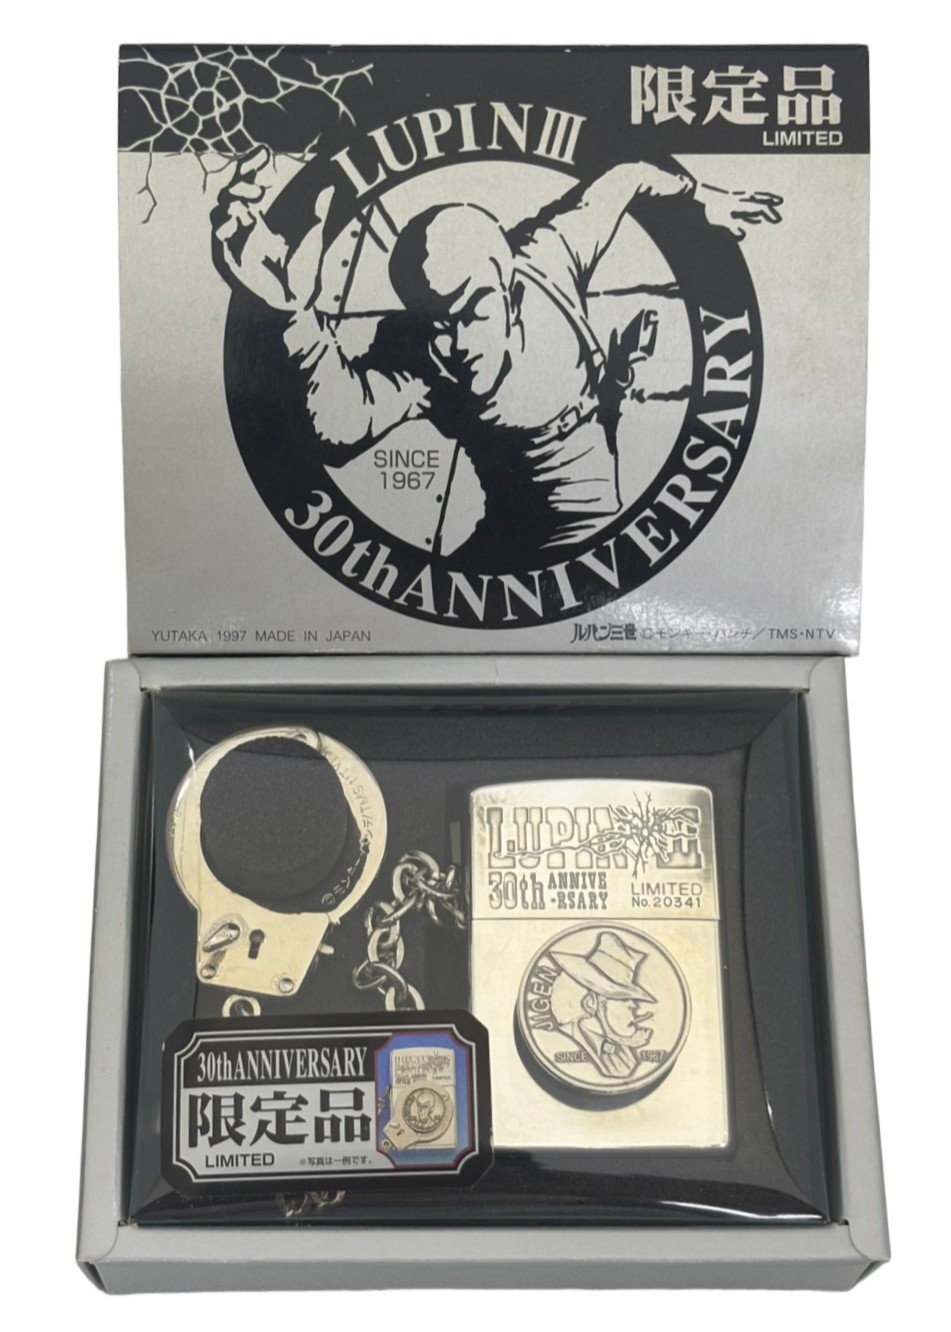 限定品
LIMITED
LUPIN III
SINCE
1967
30th ANNIVERSARY
YUTAKA 1997 MADE IN JAPAN
ルパン三世 ©モンキー・パンチ/TMS・NTV
LUPIN III
30th ANNIVE
-RSARY
LIMITED
No.20341
JIGEN
SINCE 1967
30thANNIVERSARY
限定品
LIMITED
※写真は一例です。